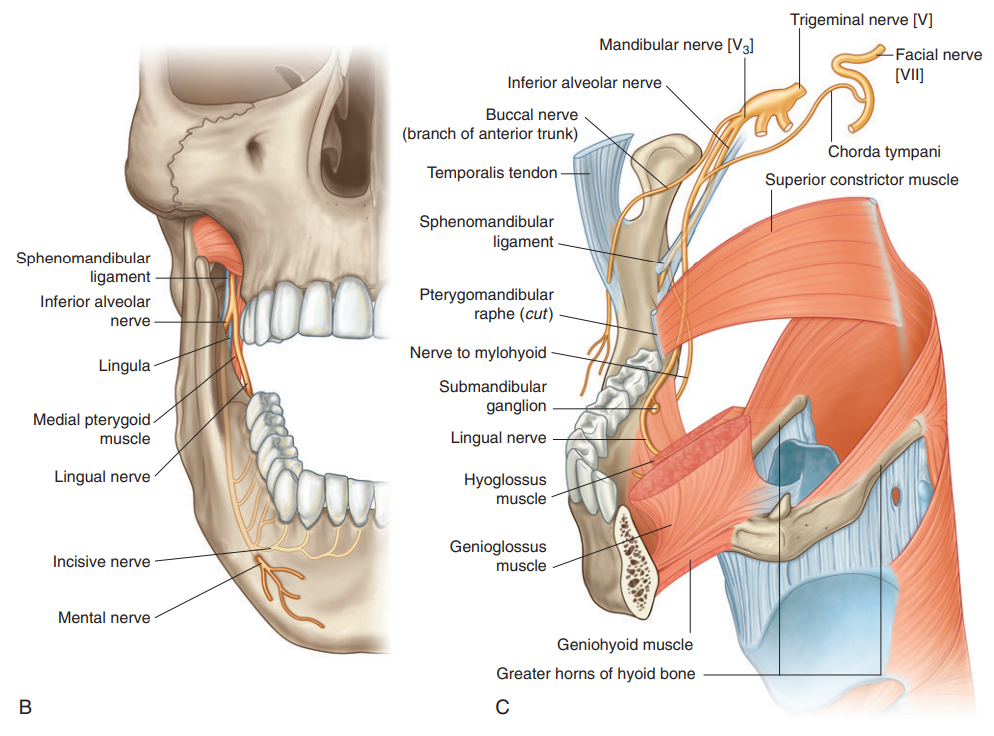 Sphenomandibular
ligament
Inferior alveolar
nerve
Lingula
Medial pterygoid
muscle
Lingual nerve
Incisive nerve
Mental nerve
B
Trigeminal nerve [V]
Mandibular nerve [V3]
Facial nerve
[VII]
Inferior alveolar nerve
Buccal nerve
(branch of anterior trunk)
Chorda tympani
Temporalis tendon
Superior constrictor muscle
Sphenomandibular
ligament
Pterygomandibular
raphe (cut)
Nerve to mylohyoid
Submandibular
ganglion
Lingual nerve
Hyoglossus
muscle
Genioglossus
muscle
Geniohyoid muscle
Greater horns of hyoid bone
C